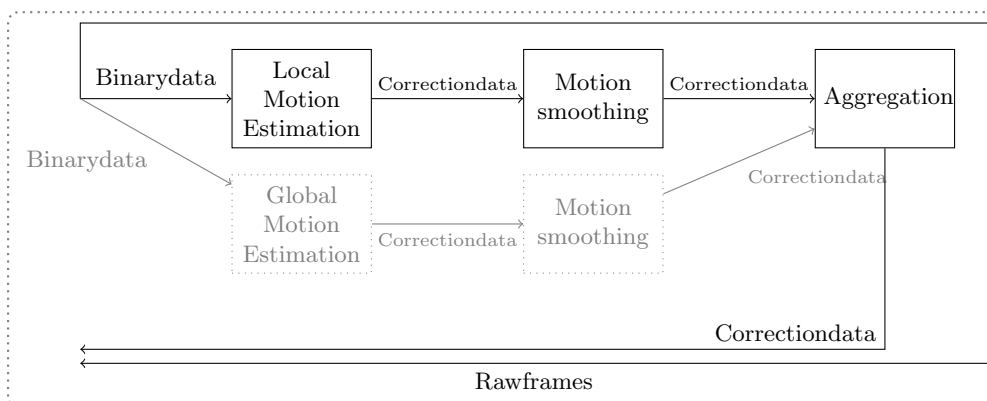 Binarydata
Local
Motion
Estimation
Correctiondata
Motion
smoothing
Correctiondata
Aggregation
Binarydata
Global
Motion
Estimation
Correctiondata
Motion
smoothing
Correctiondata
Correctiondata
Rawframes